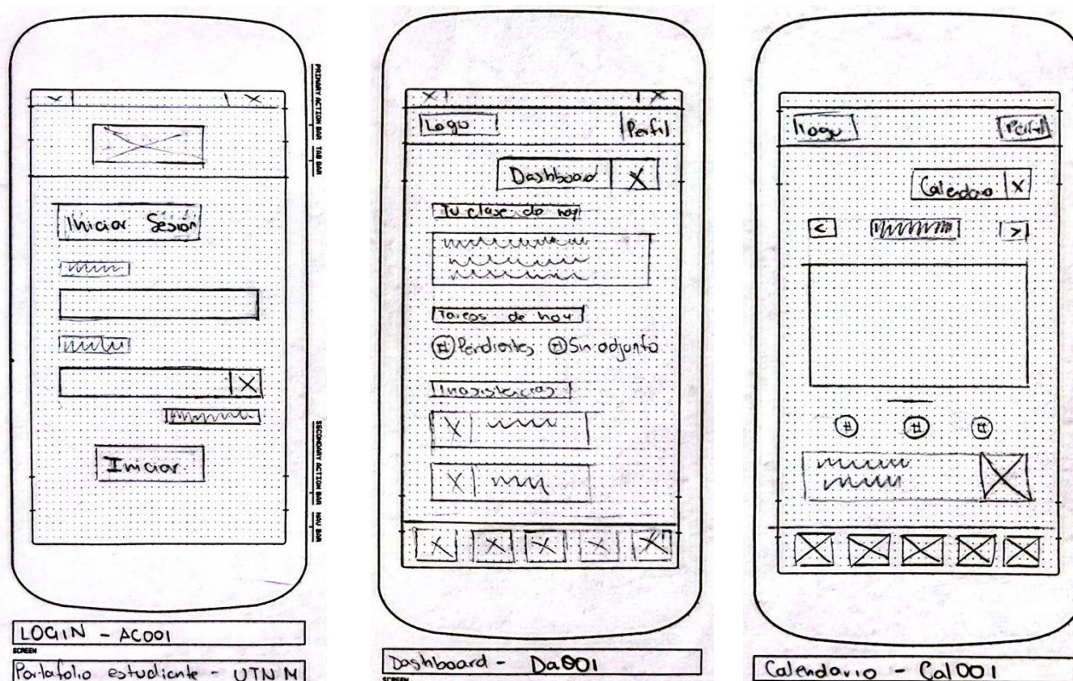 PRIMARY ACTION BAR
TAB BAR
Iniciar Sesión
Iniciar
SECONDARY ACTION BAR
NAV BAR
LOGIN - AC001
SCREEN
Portafolio estudiante - UTN M
Logo
Perfil
Dashboard
X
Tu clase de hoy
Tareas de hoy
# Pendientes
# Sin adjunto
Inasistencias
Dashboard - Da001
SCREEN
logo
Perfil
Calendario
X
<
>
#
#
#
Calendario - Cal001